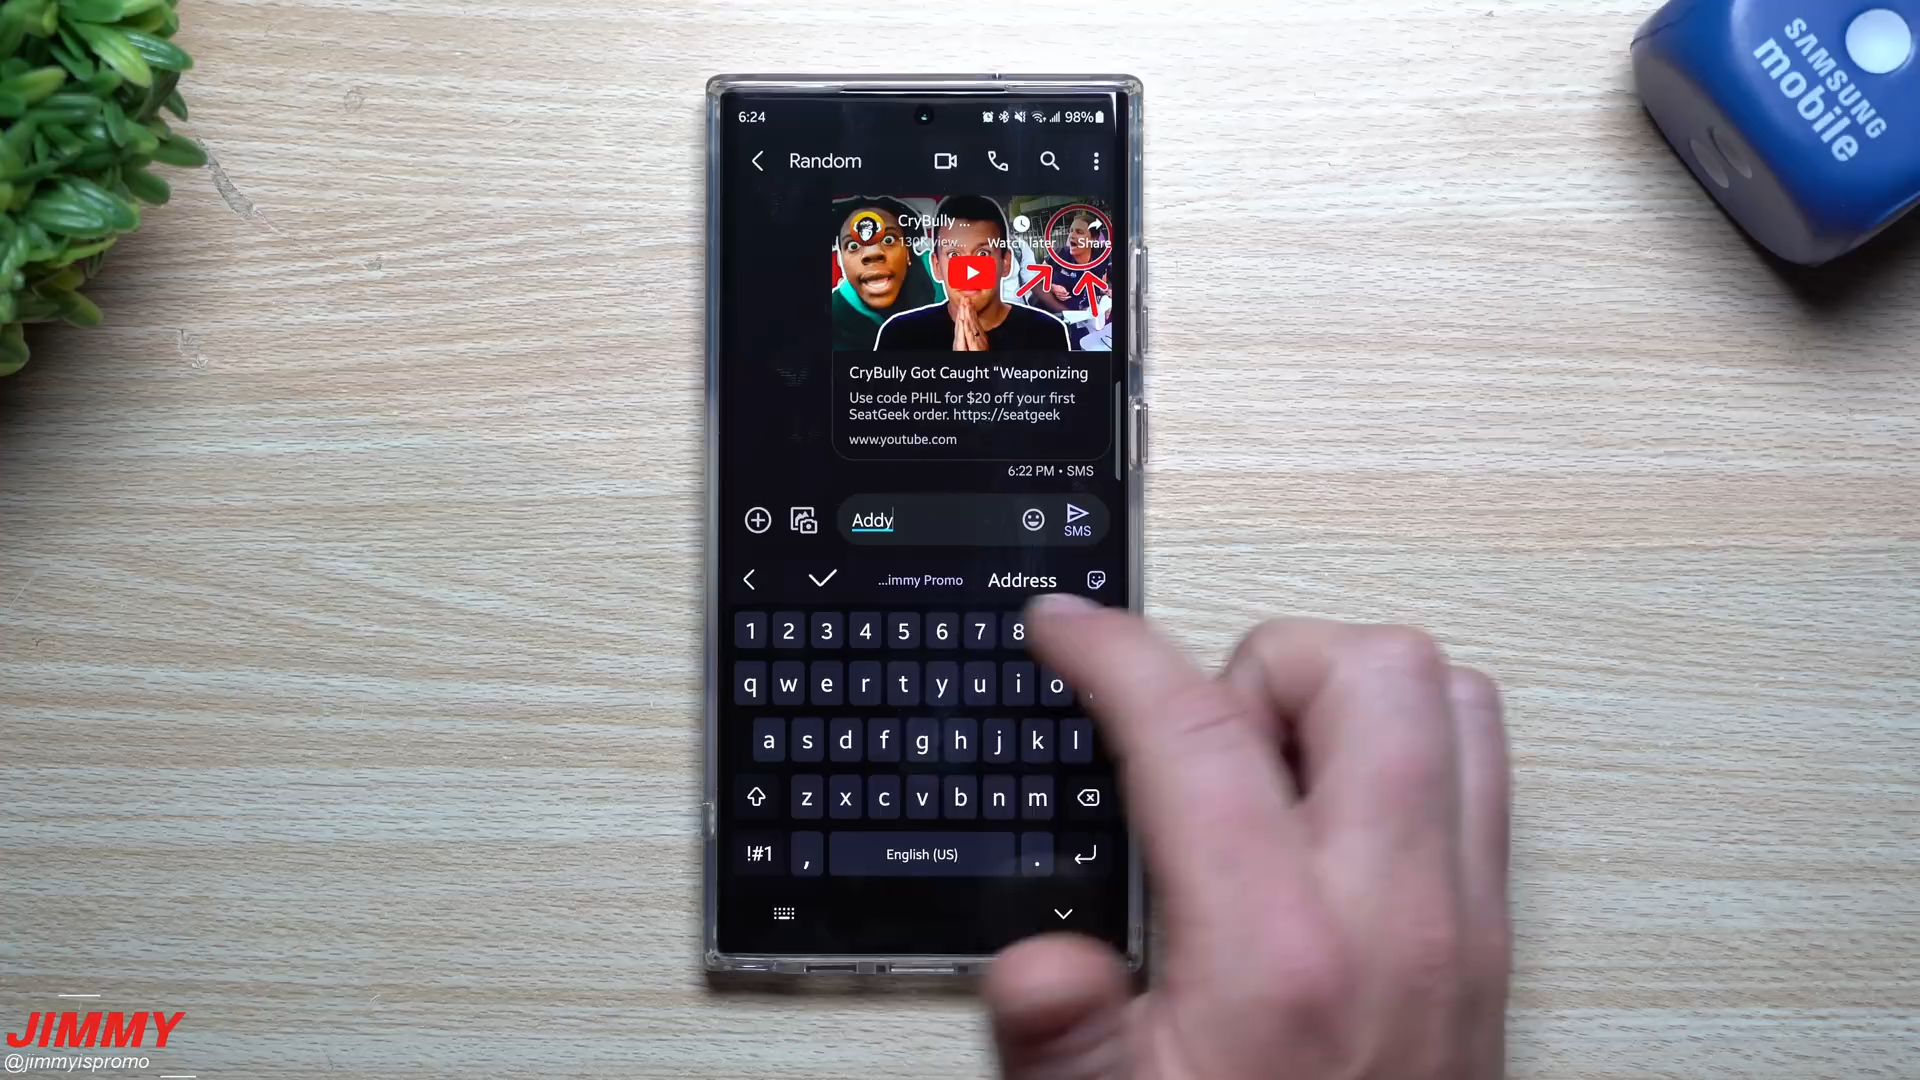 SAMSUNG
mobile
6:24
98%
Random
CryBully ...
130K view...
Watch later
Share
CryBully Got Caught “Weaponizing
Use code PHIL for $20 off your first
SeatGeek order. https://seatgeek
www.youtube.com
6:22 PM • SMS
Addy
SMS
...immy Promo
Address
1 2 3 4 5 6 7 8
q w e r t y u i o
a s d f g h j k l
z x c v b n m
!#1 , English (US) .
JIMMY
@jimmyispromo